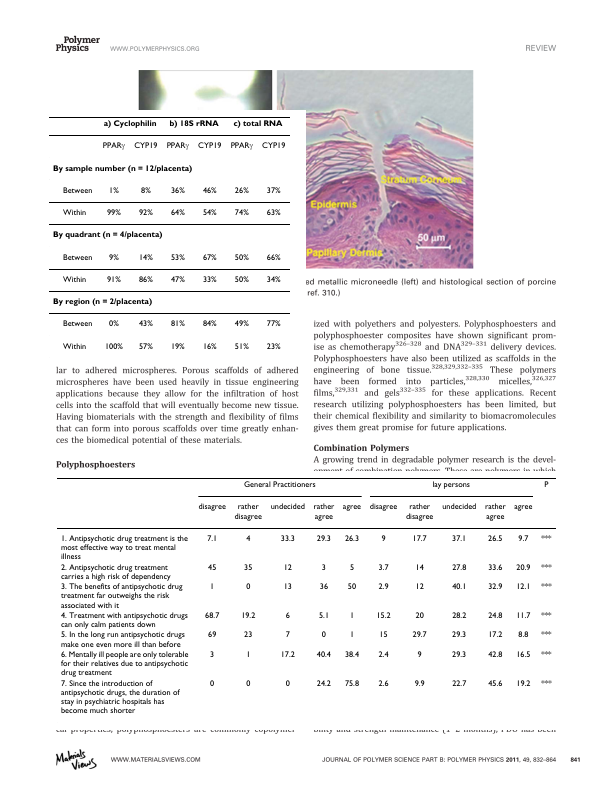 Polymer
Physics
WWW.POLYMERPHYSICS.ORG
REVIEW
a) Cyclophilin b) 18S rRNA c) total RNA
PPARγ CYP19 PPARγ CYP19 PPARγ CYP19
By sample number (n = 12/placenta)
Between 1% 8% 36% 46% 26% 37%
Within 99% 92% 64% 54% 74% 63%
By quadrant (n = 4/placenta)
Between 9% 14% 53% 67% 50% 66%
Within 91% 86% 47% 33% 50% 34%
By region (n = 2/placenta)
Between 0% 43% 81% 84% 49% 77%
Within 100% 57% 19% 16% 51% 23%
Stratum Corneum
Epidermis
Papillary Dermis
50 µm
ed metallic microneedle (left) and histological section of porcine
ref. 310.)
lar to adhered microspheres. Porous scaffolds of adhered
microspheres have been used heavily in tissue engineering
applications because they allow for the infiltration of host
cells into the scaffold that will eventually become new tissue.
Having biomaterials with the strength and flexibility of films
that can form into porous scaffolds over time greatly enhan-
ces the biomedical potential of these materials.
Polyphosphoesters
ized with polyethers and polyesters. Polyphosphoesters and
polyphosphoester composites have shown significant prom-
ise as chemotherapy326–328 and DNA329–331 delivery devices.
Polyphosphoesters have also been utilized as scaffolds in the
engineering of bone tissue.328,329,332–335 These polymers
have been formed into particles,328,330 micelles,326,327
films,329,331 and gels332–335 for these applications. Recent
research utilizing polyphosphoesters has been limited, but
their chemical flexibility and similarity to biomacromolecules
gives them great promise for future applications.
Combination Polymers
A growing trend in degradable polymer research is the devel-
opment of combination polymers. These are polymers in which
General Practitioners lay persons P
disagree rather disagree undecided rather agree agree disagree rather disagree undecided rather agree agree
1. Antipsychotic drug treatment is the 7.1 4 33.3 29.3 26.3 9 17.7 37.1 26.5 9.7 ***
most effective way to treat mental
illness
2. Antipsychotic drug treatment 45 35 12 3 5 3.7 14 27.8 33.6 20.9 ***
carries a high risk of dependency
3. The benefits of antipsychotic drug 1 0 13 36 50 2.9 12 40.1 32.9 12.1 ***
treatment far outweighs the risk
associated with it
4. Treatment with antipsychotic drugs 68.7 19.2 6 5.1 1 15.2 20 28.2 24.8 11.7 ***
can only calm patients down
5. In the long run antipsychotic drugs 69 23 7 0 1 15 29.7 29.3 17.2 8.8 ***
make one even more ill than before
6. Mentally ill people are only tolerable 3 1 17.2 40.4 38.4 2.4 9 29.3 42.8 16.5 ***
for their relatives due to antipsychotic
drug treatment
7. Since the introduction of 0 0 0 24.2 75.8 2.6 9.9 22.7 45.6 19.2 ***
antipsychotic drugs, the duration of
stay in psychiatric hospitals has
become much shorter
cal properties, polyphosphoesters are commonly copolymer-
bility and strength maintenance (1–2 months), PDO has been
Materials
Views
WWW.MATERIALSVIEWS.COM
JOURNAL OF POLYMER SCIENCE PART B: POLYMER PHYSICS 2011, 49, 832–864 841